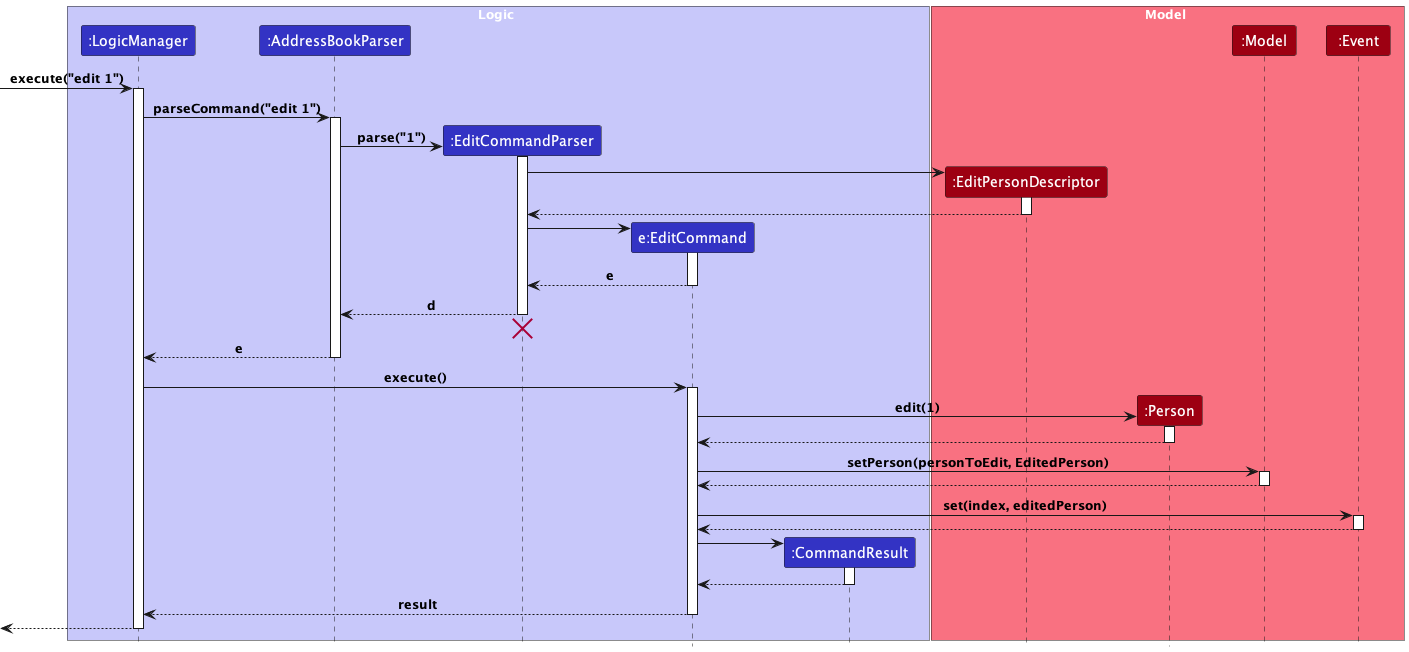 Logic
Model
:LogicManager
:AddressBookParser
:Model
:Event
execute("edit 1")
parseCommand("edit 1")
parse("1")
:EditCommandParser
:EditPersonDescriptor
e:EditCommand
e
d
e
execute()
edit(1)
:Person
setPerson(personToEdit, EditedPerson)
set(index, editedPerson)
:CommandResult
result